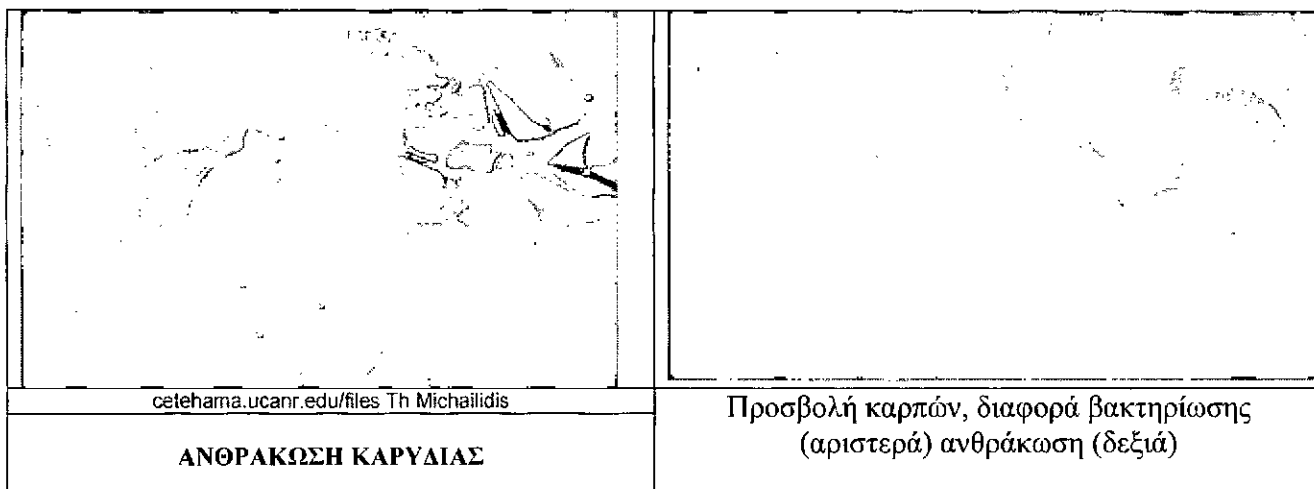 cetehama.ucanr.edu/files Th Michailidis
ΑΝΘΡΑΚΩΣΗ ΚΑΡΥΔΙΑΣ
Προσβολή καρπών, διαφορά βακτηρίωσης
(αριστερά) ανθράκωση (δεξιά)